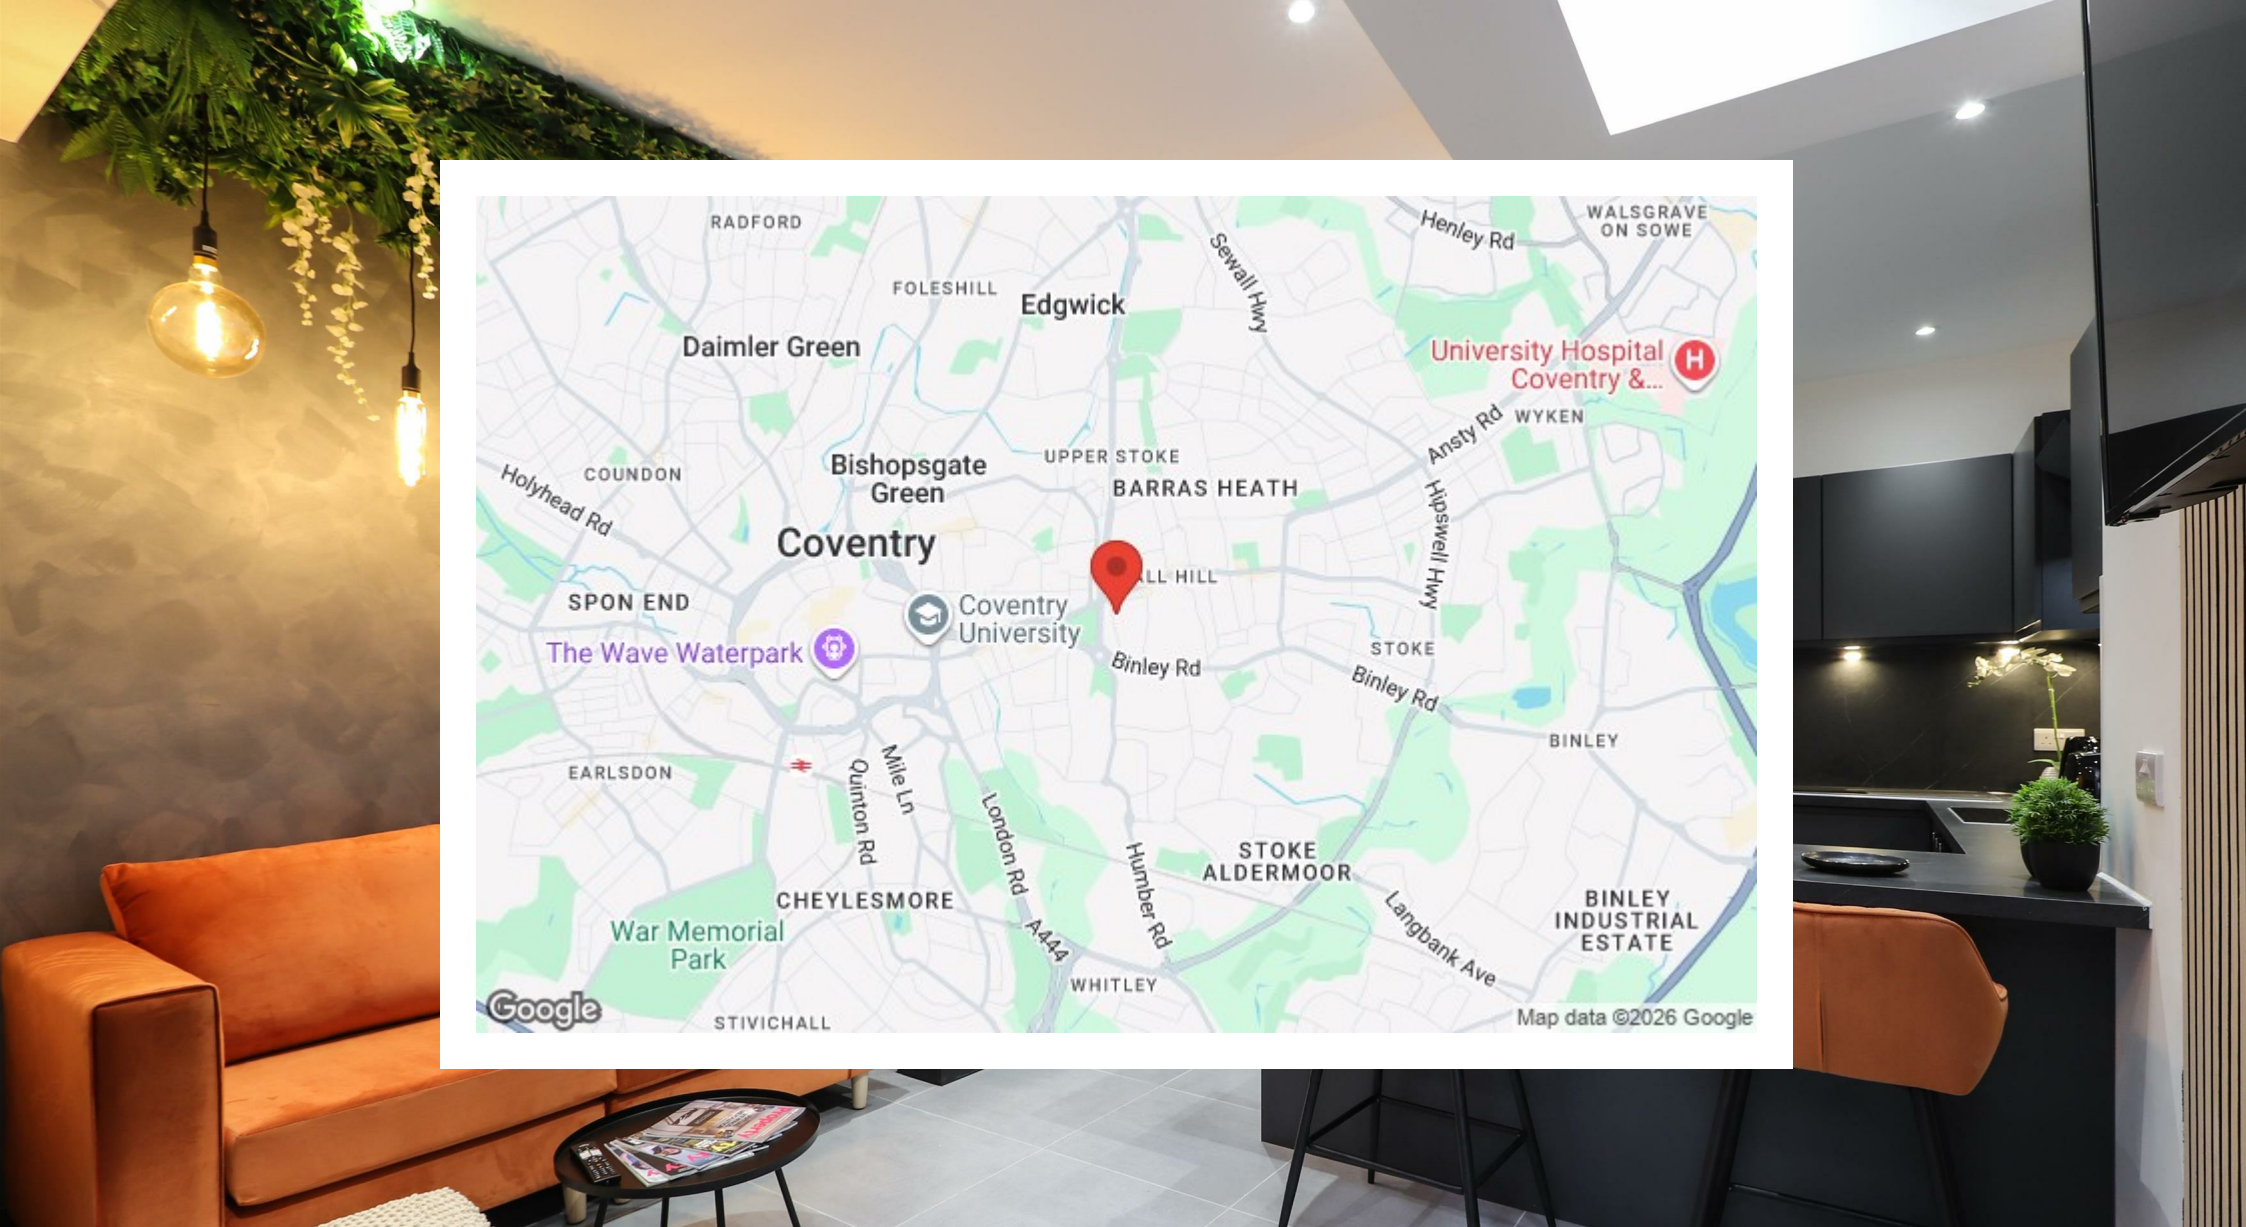 RADFORD
Henley Rd
WALSGRAVE
ON SOWE
Sewall Hwy
FOLESHILL
Edgwick
Daimler Green
University Hospital
Coventry &...
H
Ansty Rd
WYKEN
UPPER STOKE
Bishopsgate
Green
COUNDON
BARRAS HEATH
Holyhead Rd
Hipswell Hwy
Coventry
LL HILL
SPON END
Coventry
University
The Wave Waterpark
STOKE
Binley Rd
Binley Rd
BINLEY
EARLSDON
Mile Ln
Quinton Rd
London Rd
Humber Rd
STOKE
ALDERMOOR
CHEYLESMORE
BINLEY
INDUSTRIAL
ESTATE
Langbank Ave
War Memorial
Park
A444
WHITLEY
Google
STIVICHALL
Map data ©2026 Google
Property